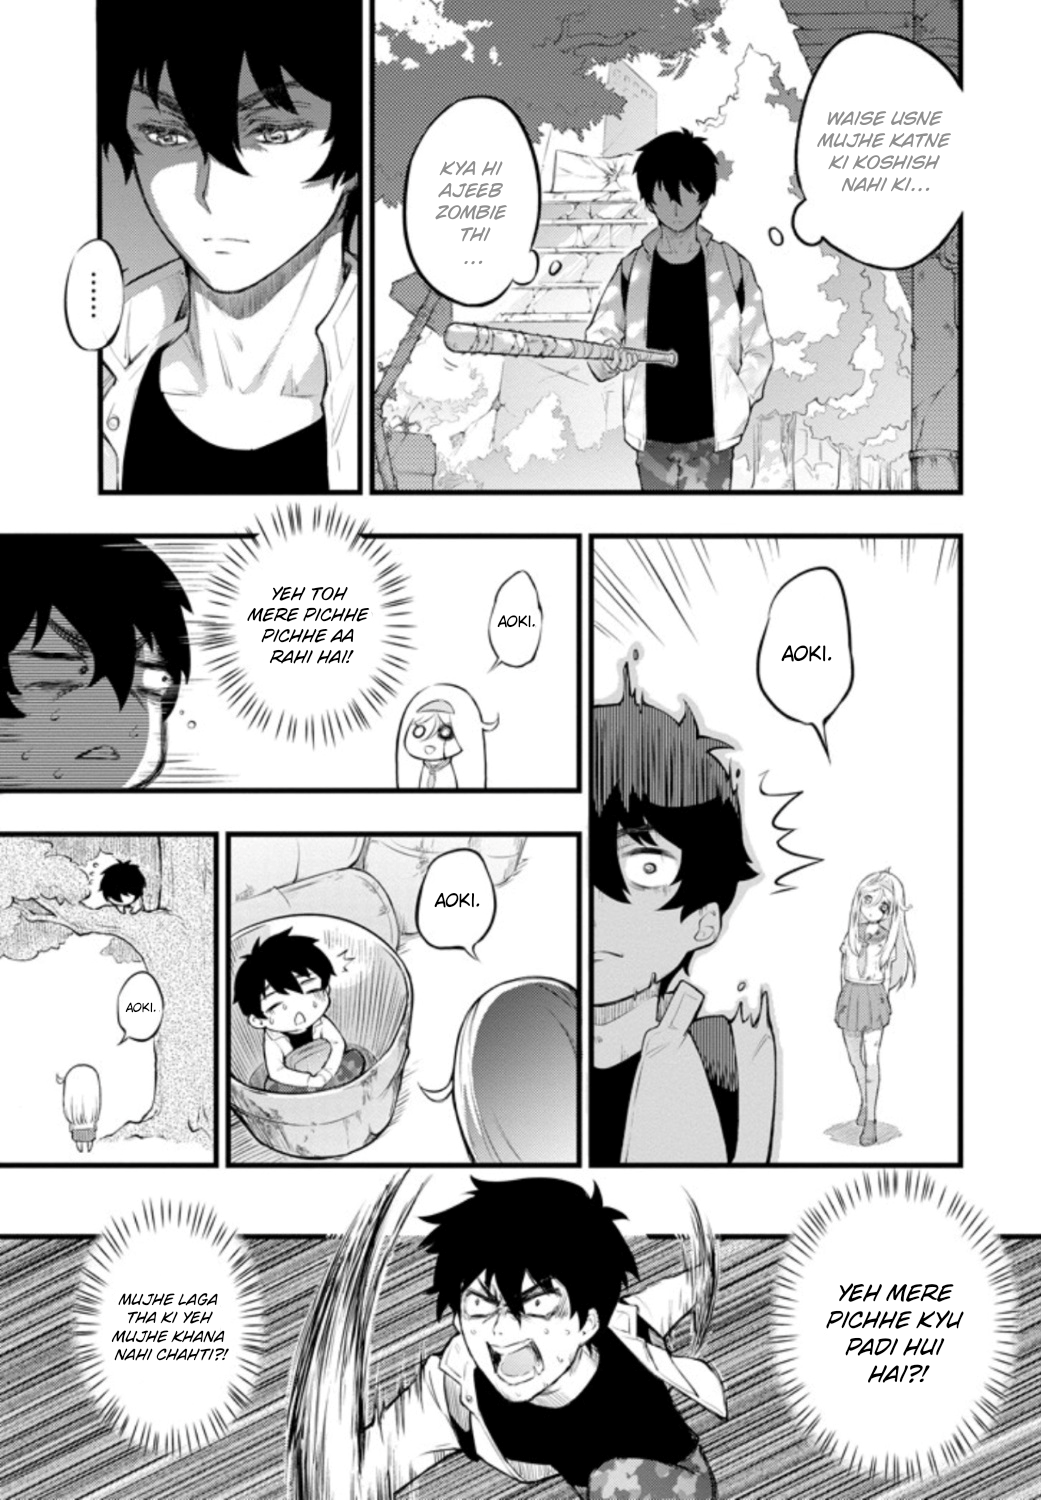 WAISE USNE
MUJHE KATNE
KI KOSHISH
NAHI KI...
KYA HI
AJEEB
ZOMBIE
THI
...
......
AOKI.
AOKI.
YEH TOH
MERE PICHHE
PICHHE AA
RAHI HAI!
AOKI.
AOKI.
YEH MERE
PICHHE KYU
PADI HUI
HAI?!
MUJHE LAGA
THA KI YEH
MUJHE KHANA
NAHI CHAHTI?!